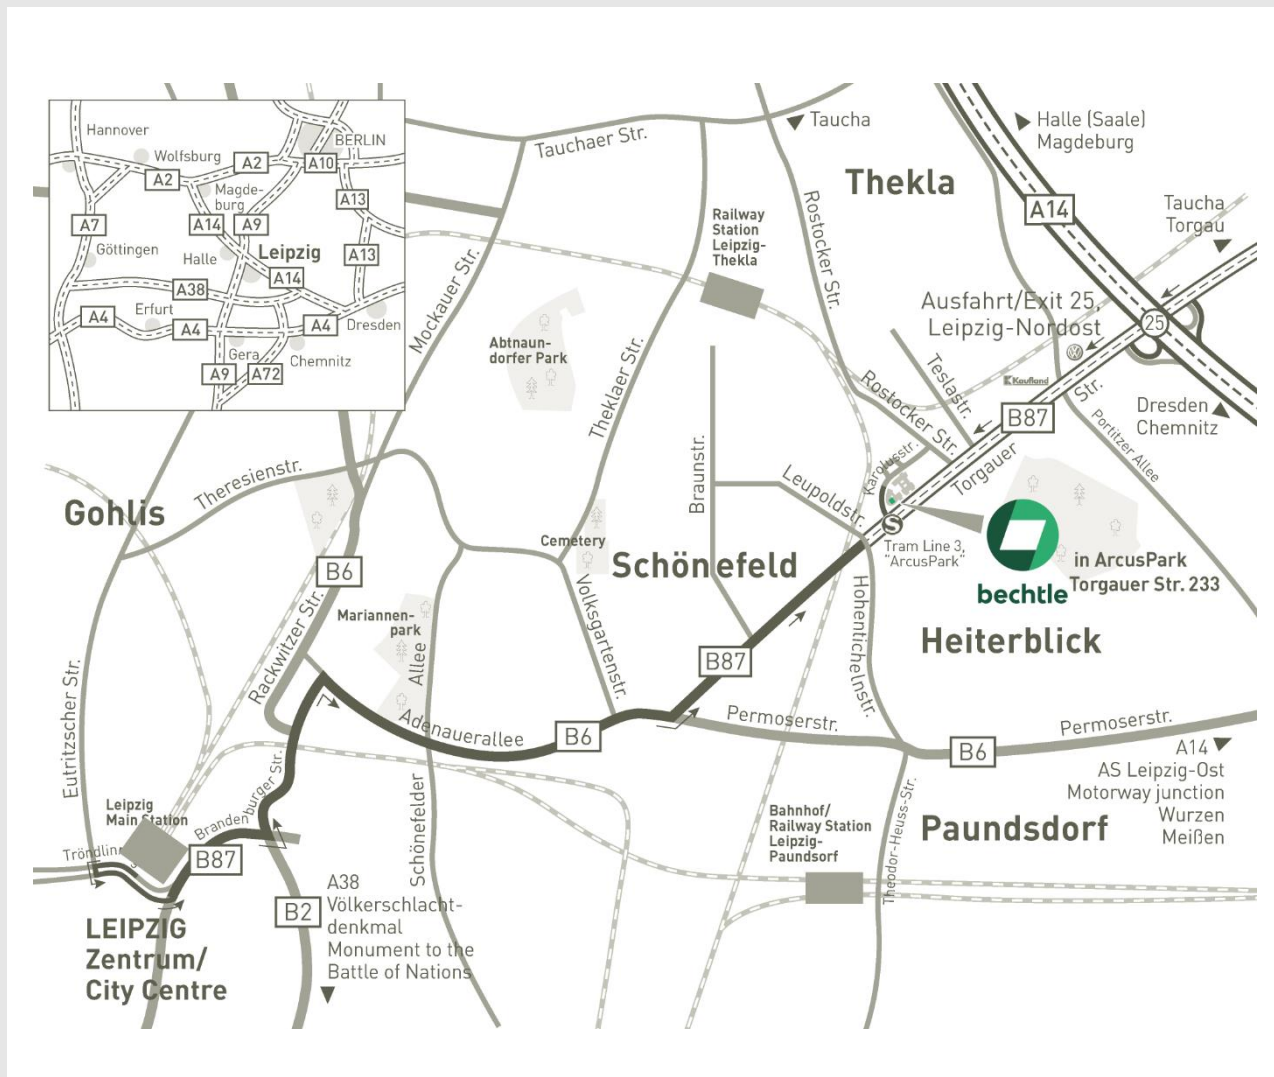 Hannover
Wolfsburg
BERLIN
A2
A10
A2
Magde-
burg
A13
A7
A14
A9
Göttingen
Halle
Leipzig
A13
A14
A38
Erfurt
A4
A4
A4
Dresden
Gera
Chemnitz
A9
A72
Tauchaer Str.
Taucha
Halle (Saale)
Magdeburg
Thekla
A14
Taucha
Torgau
Railway
Station
Leipzig-
Thekla
Rostocker Str.
Mockauer Str.
Ausfahrt/Exit 25,
Leipzig-Nordost
25
Abtnaun-
dorfer Park
Theklaer Str.
Kaufland
Teslastr.
Rostocker Str.
B87
Torgauer
Str.
Dresden
Chemnitz
Portitzer Allee
Karolusstr.
Braunstr.
Leupoldstr.
Theresienstr.
Gohlis
S
Tram Line 3,
"ArcusPark"
Cemetery
Schönefeld
in ArcusPark
Torgauer Str. 233
bechtle
B6
Mariannen-
park
Volksgartenstr.
Hohentichelnstr.
Heiterblick
Rackwitzer Str.
Allee
Eutritzscher Str.
B87
Adenauerallee
B6
Permoserstr.
Permoserstr.
B6
A14
AS Leipzig-Ost
Motorway junction
Wurzen
Meißen
Leipzig
Main Station
Brandenburger Str.
Schönefelder
Bahnhof/
Railway Station
Leipzig-
Paundsdorf
Theodor-Heuss-Str.
Paundsdorf
B87
B2
A38
Völkerschlacht-
denkmal
Monument to the
Battle of Nations
LEIPZIG
Zentrum/
City Centre